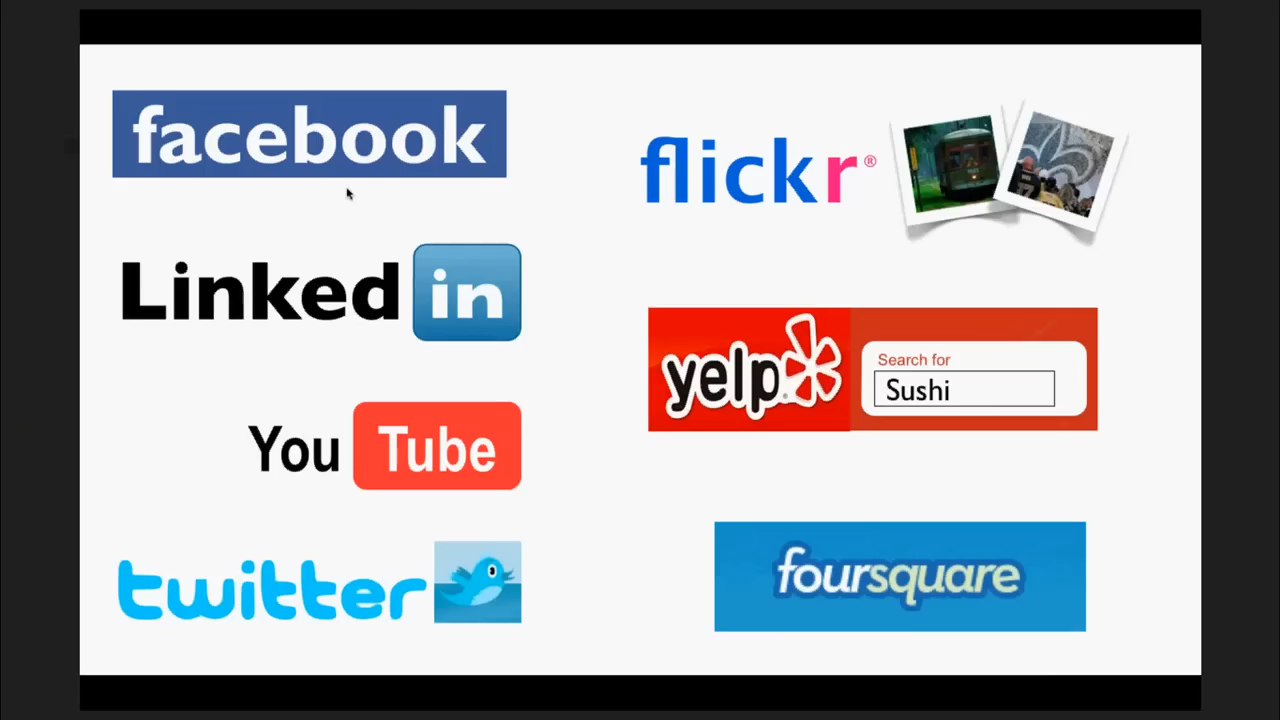 facebook
Linked in
You Tube
twitter
flickr®
yelp
Search for
Sushi
foursquare